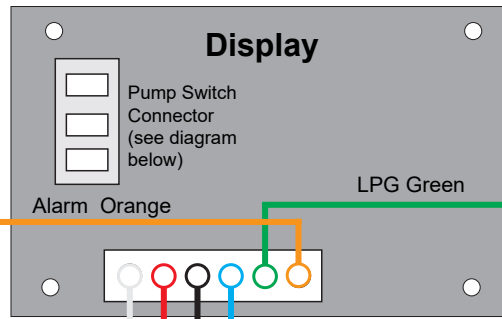 Display
Pump Switch
Connector
(see diagram
below)
LPG Green
Alarm Orange